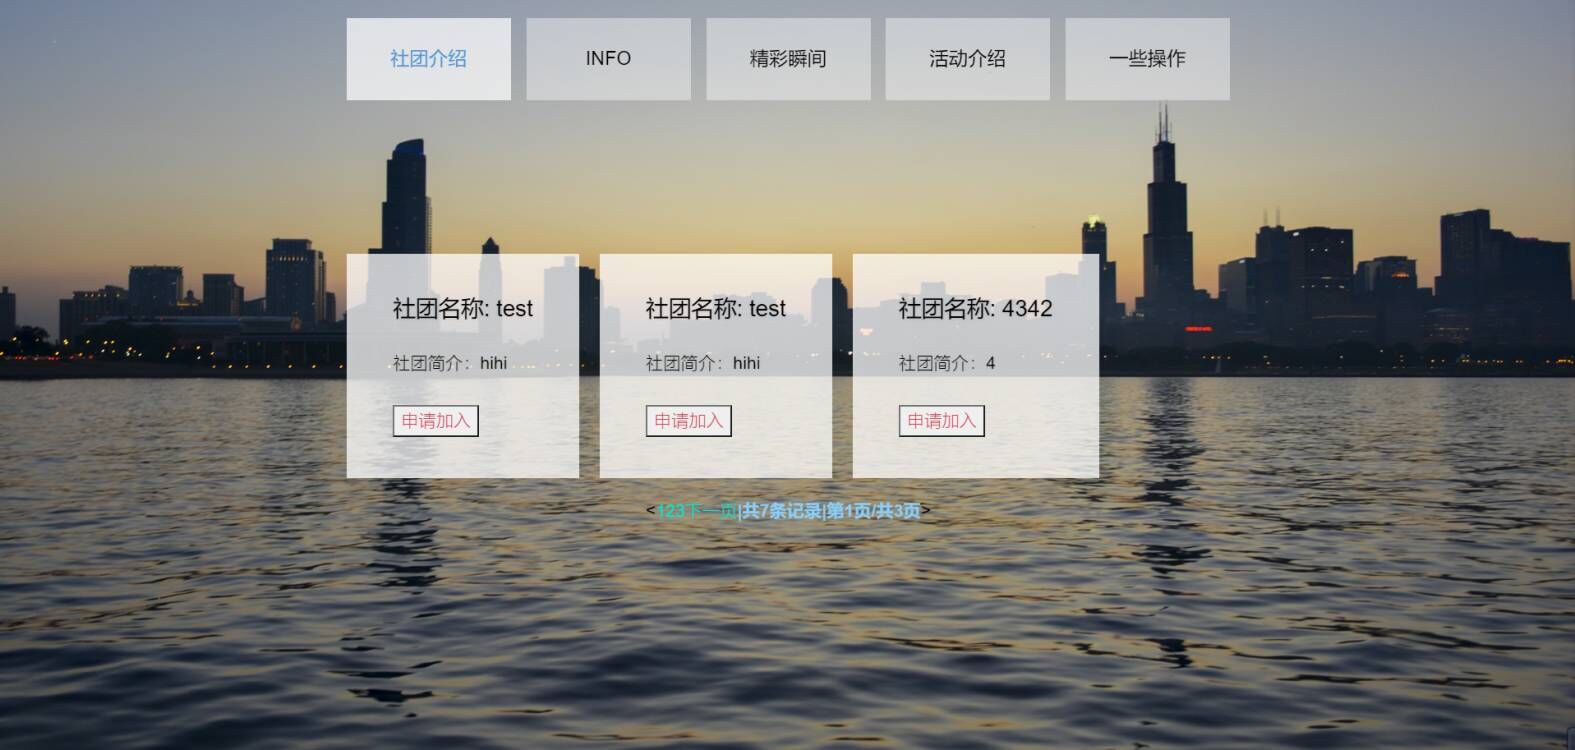 社团介绍 INFO 精彩瞬间 活动介绍 一些操作
社团名称: test 社团名称: test 社团名称: 4342
社团简介：hihi 社团简介：hihi 社团简介：4
申请加入 申请加入 申请加入
<123下一页|共7条记录|第1页/共3页>